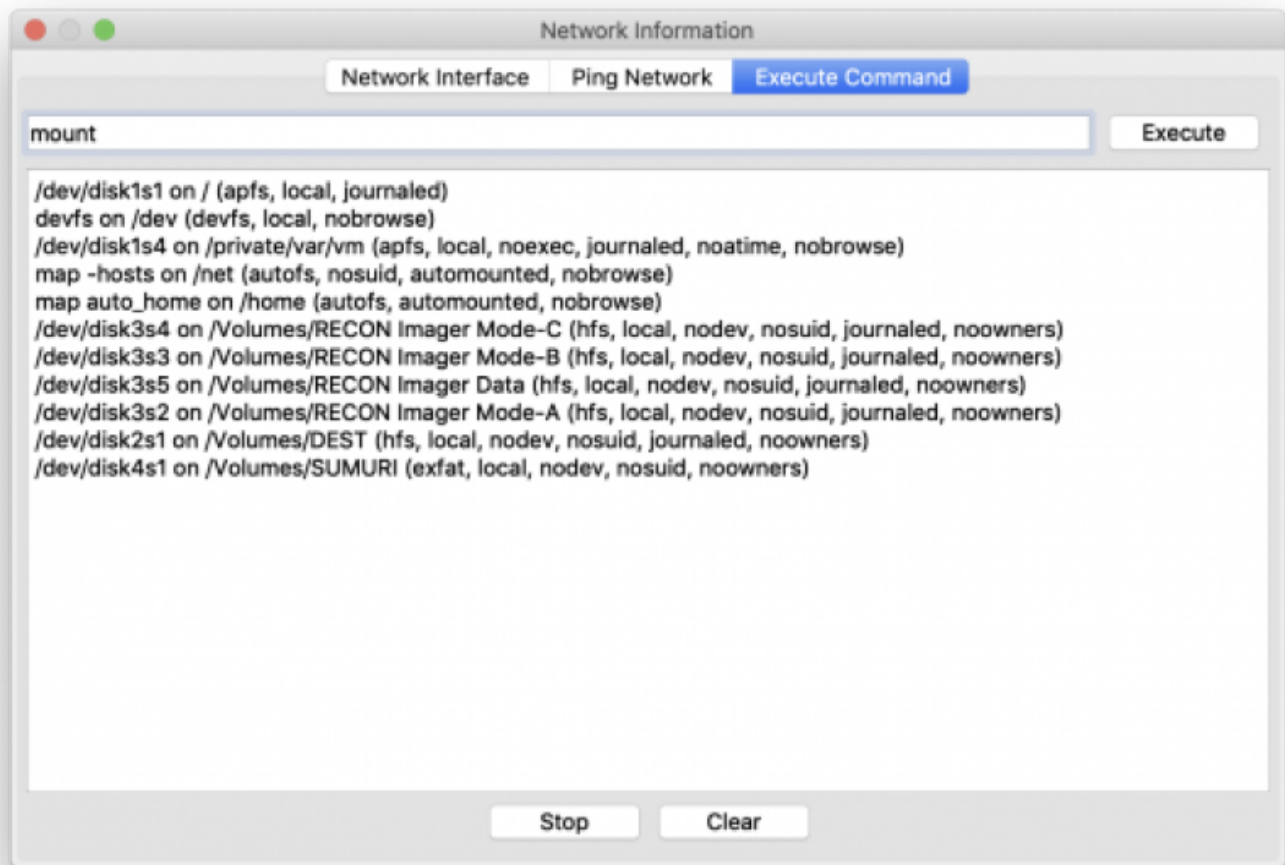 Network Information
Network Interface Ping Network Execute Command
mount Execute
/dev/disk1s1 on / (apfs, local, journaled)
devfs on /dev (devfs, local, nobrowse)
/dev/disk1s4 on /private/var/vm (apfs, local, noexec, journaled, noatime, nobrowse)
map -hosts on /net (autofs, nosuid, automounted, nobrowse)
map auto_home on /home (autofs, automounted, nobrowse)
/dev/disk3s4 on /Volumes/RECON Imager Mode-C (hfs, local, nodev, nosuid, journaled, noowners)
/dev/disk3s3 on /Volumes/RECON Imager Mode-B (hfs, local, nodev, nosuid, journaled, noowners)
/dev/disk3s5 on /Volumes/RECON Imager Data (hfs, local, nodev, nosuid, journaled, noowners)
/dev/disk3s2 on /Volumes/RECON Imager Mode-A (hfs, local, nodev, nosuid, journaled, noowners)
/dev/disk2s1 on /Volumes/DEST (hfs, local, nodev, nosuid, journaled, noowners)
/dev/disk4s1 on /Volumes/SUMURI (exfat, local, nodev, nosuid, noowners)
Stop Clear